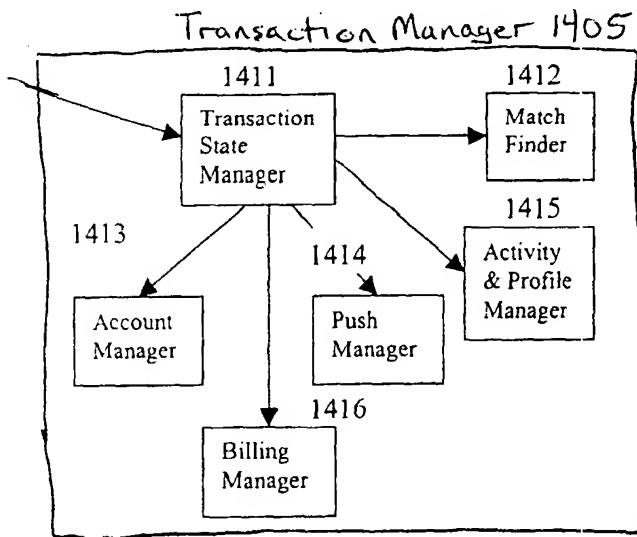 Transaction Manager 1405
1411
Transaction
State
Manager
1412
Match
Finder
1413
Account
Manager
1414
Push
Manager
1415
Activity
& Profile
Manager
1416
Billing
Manager